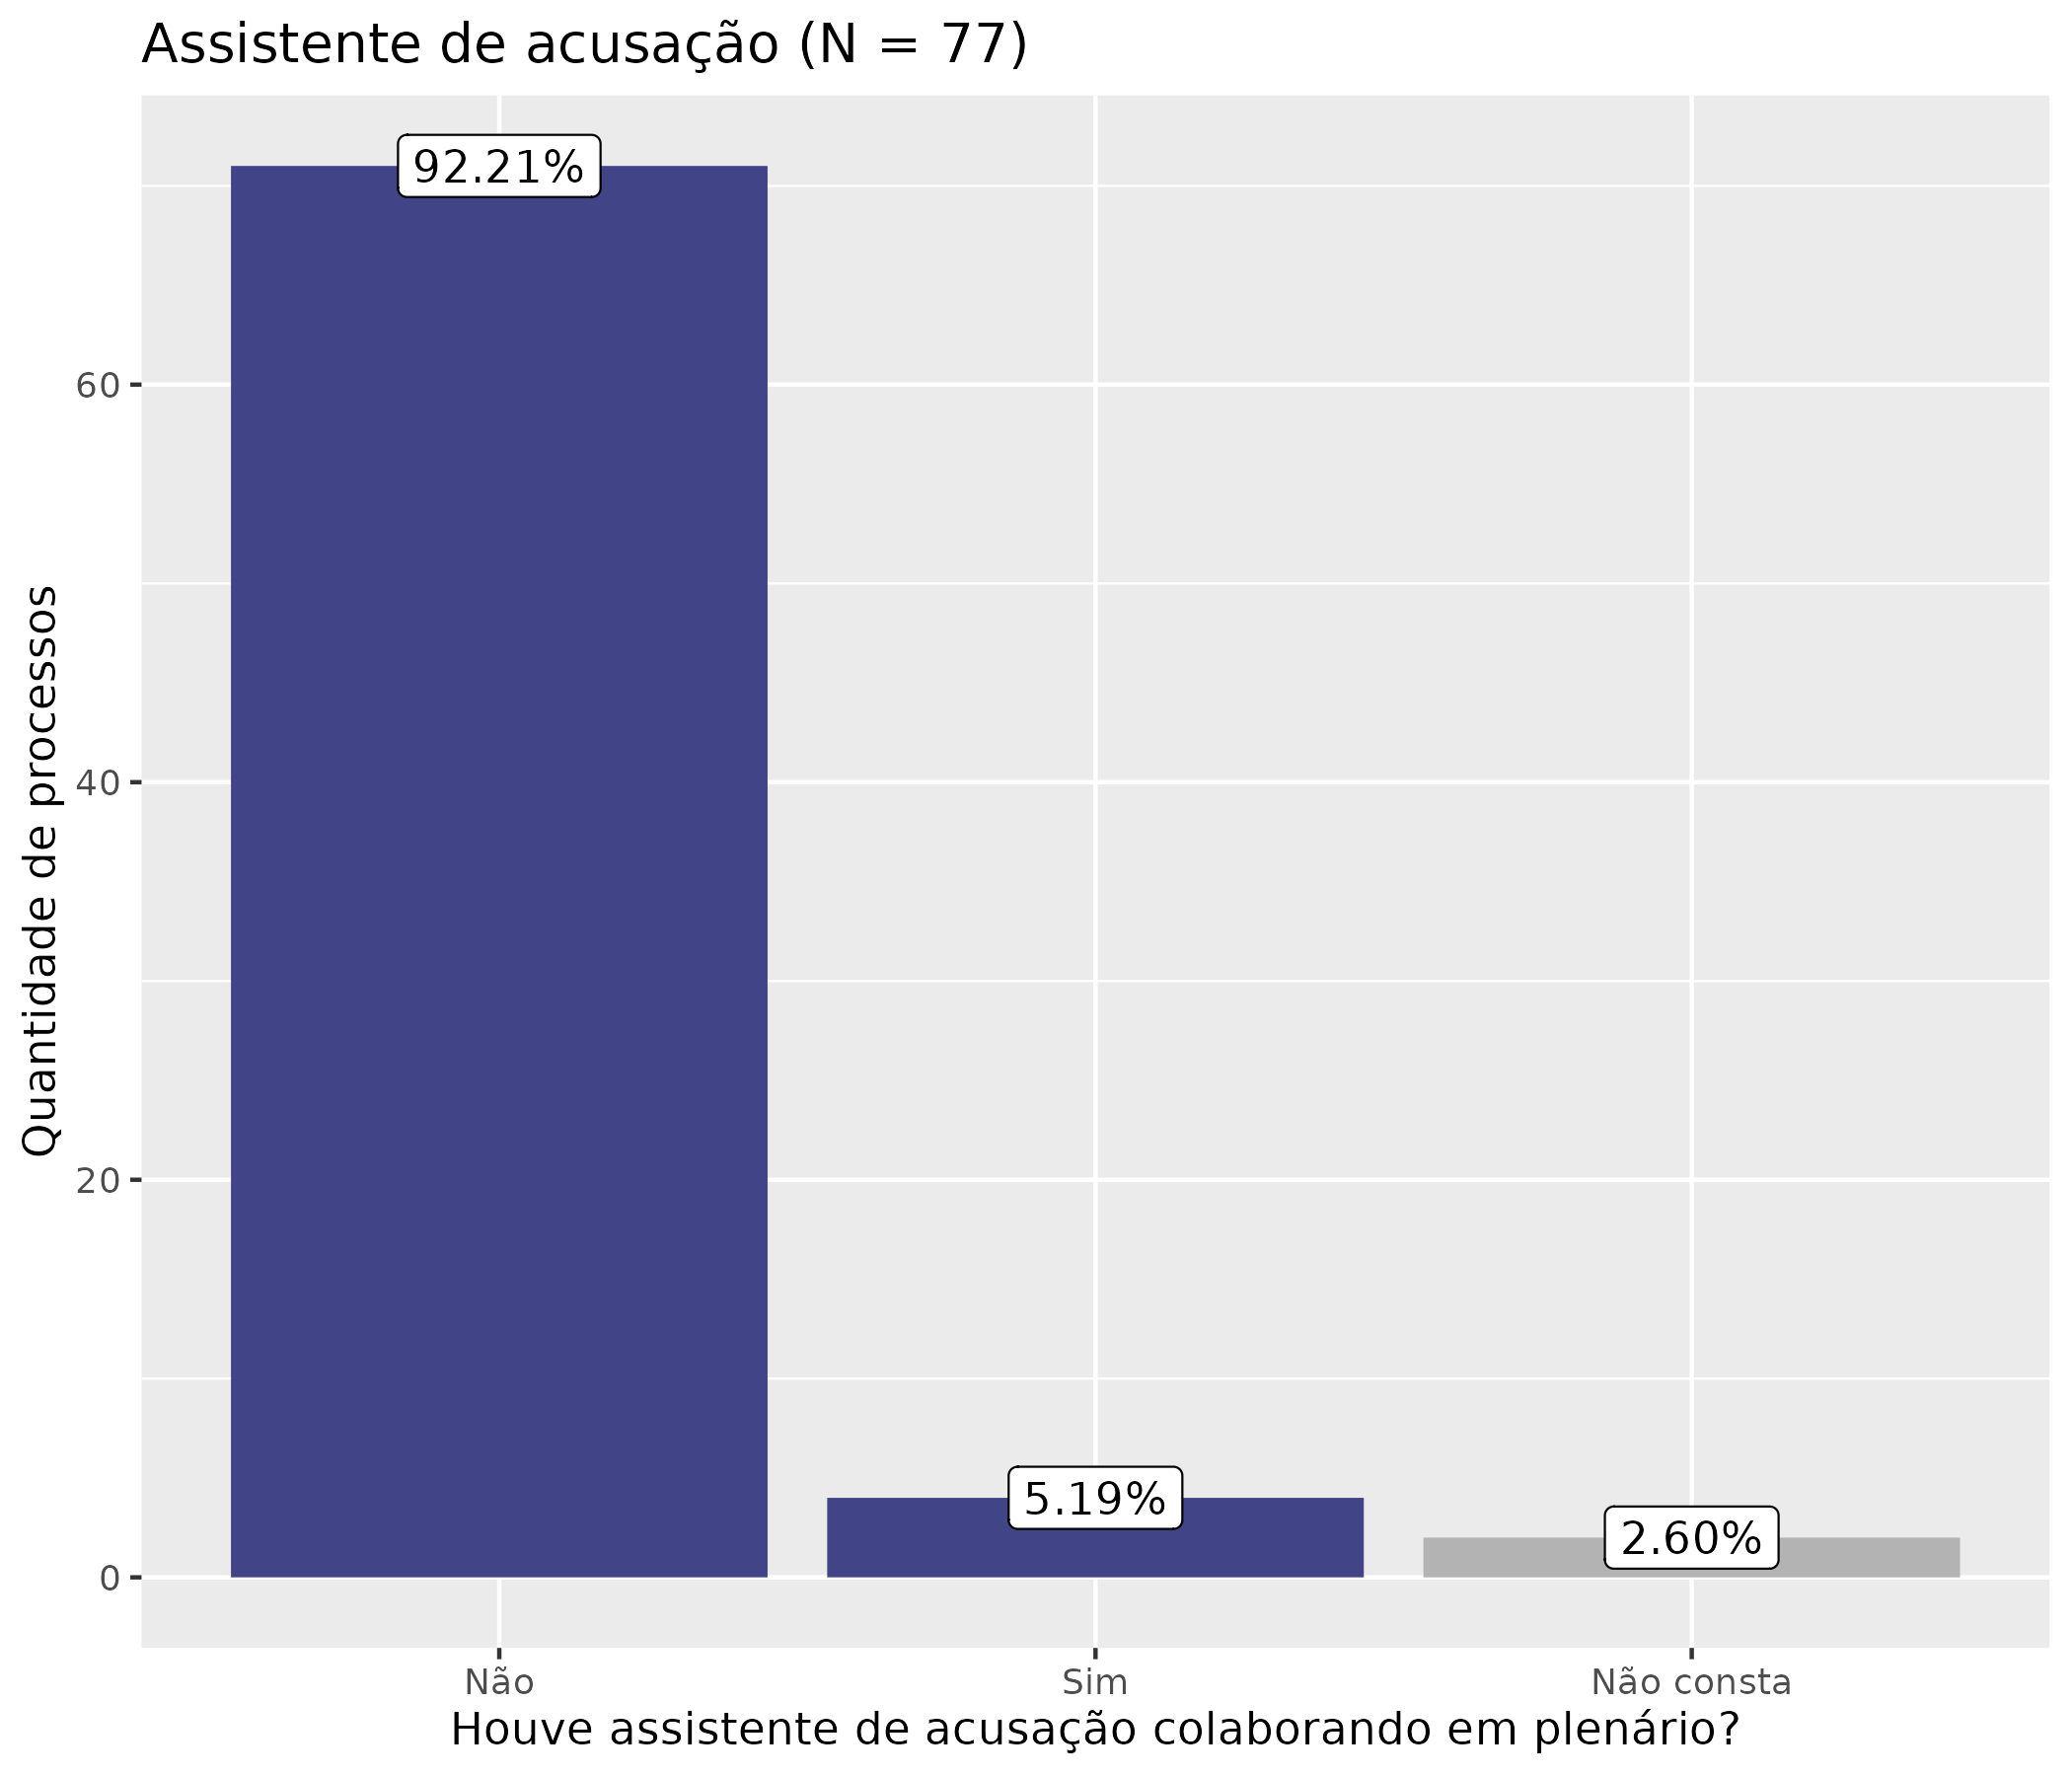 Assistente de acusação (N = 77)
92.21%
60
40
20
0
Quantidade de processos
5.19%
2.60%
Não
Sim
Não consta
Houve assistente de acusação colaborando em plenário?